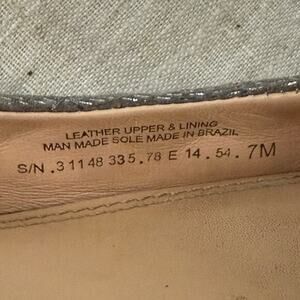 LEATHER UPPER & LINING
MAN MADE SOLE MADE IN BRAZIL
S/N .31148 335.78 E 14.54. 7M